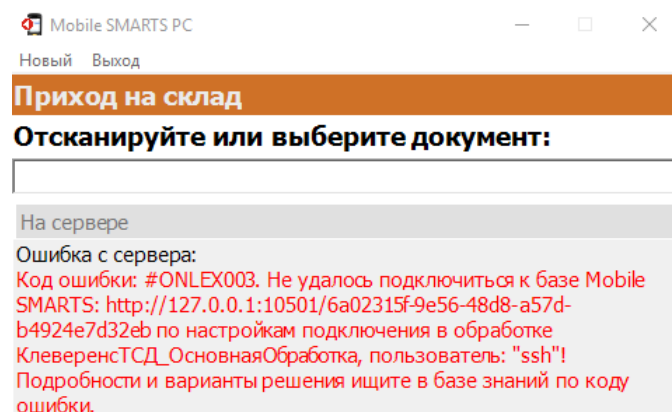 Mobile SMARTS PC
Новый Выход
Приход на склад
Отсканируйте или выберите документ:
На сервере
Ошибка с сервера:
Код ошибки: #ONLEX003. Не удалось подключиться к базе Mobile
SMARTS: http://127.0.0.1:10501/6a02315f-9e56-48d8-a57d-
b4924e7d32eb по настройкам подключения в обработке
КлеверенсТСД_ОсновнаяОбработка, пользователь: "ssh"!
Подробности и варианты решения ищите в базе знаний по коду
ошибки.